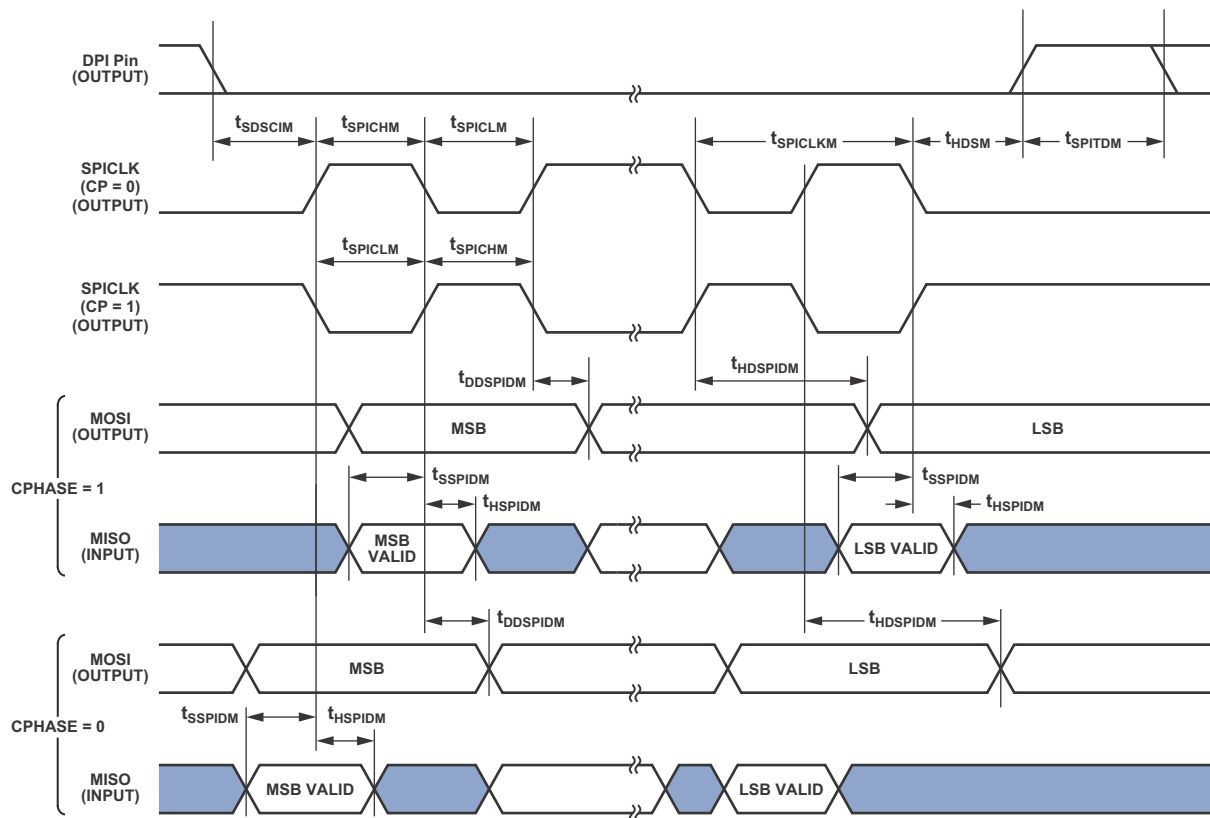 DPI Pin
(OUTPUT)
tSDSCIM
tSPICHM
tSPICLM
tSPICLKM
tHDSM
tSPITDM
SPICLK
(CP = 0)
(OUTPUT)
tSPICLM
tSPICHM
SPICLK
(CP = 1)
(OUTPUT)
tDDSPIDM
tHDSPIDM
MOSI
(OUTPUT)
MSB
LSB
CPHASE = 1
tSSPIDM
tSSPIDM
tHSPIDM
tHSPIDM
MISO
(INPUT)
MSB
VALID
LSB VALID
tDDSPIDM
tHDSPIDM
MOSI
(OUTPUT)
MSB
LSB
CPHASE = 0
tSSPIDM
tHSPIDM
MISO
(INPUT)
MSB VALID
LSB VALID